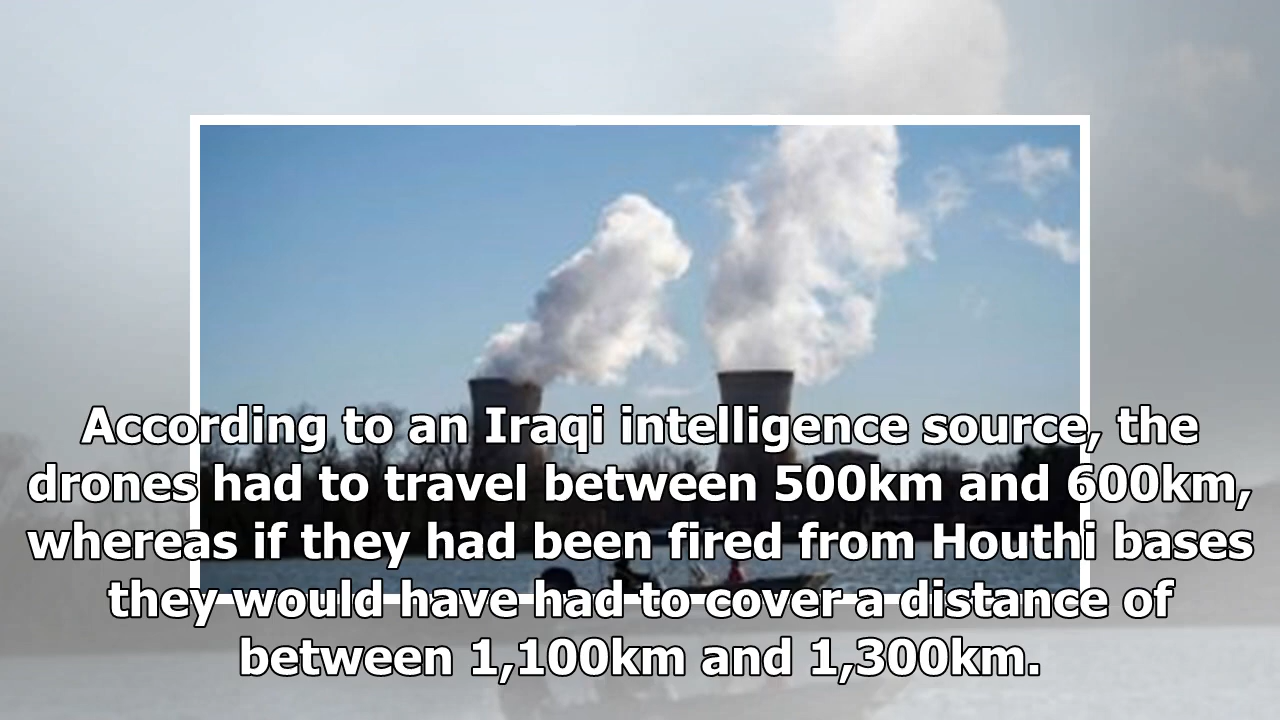 According to an Iraqi intelligence source, the
drones had to travel between 500km and 600km,
whereas if they had been fired from Houthi bases
they would have had to cover a distance of
between 1,100km and 1,300km.